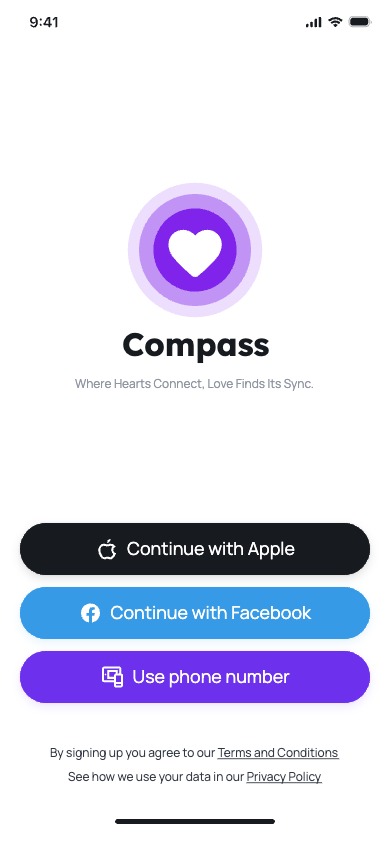 9:41
Compass
Where Hearts Connect, Love Finds Its Sync.
Continue with Apple
Continue with Facebook
Use phone number
By signing up you agree to our Terms and Conditions
See how we use your data in our Privacy Policy